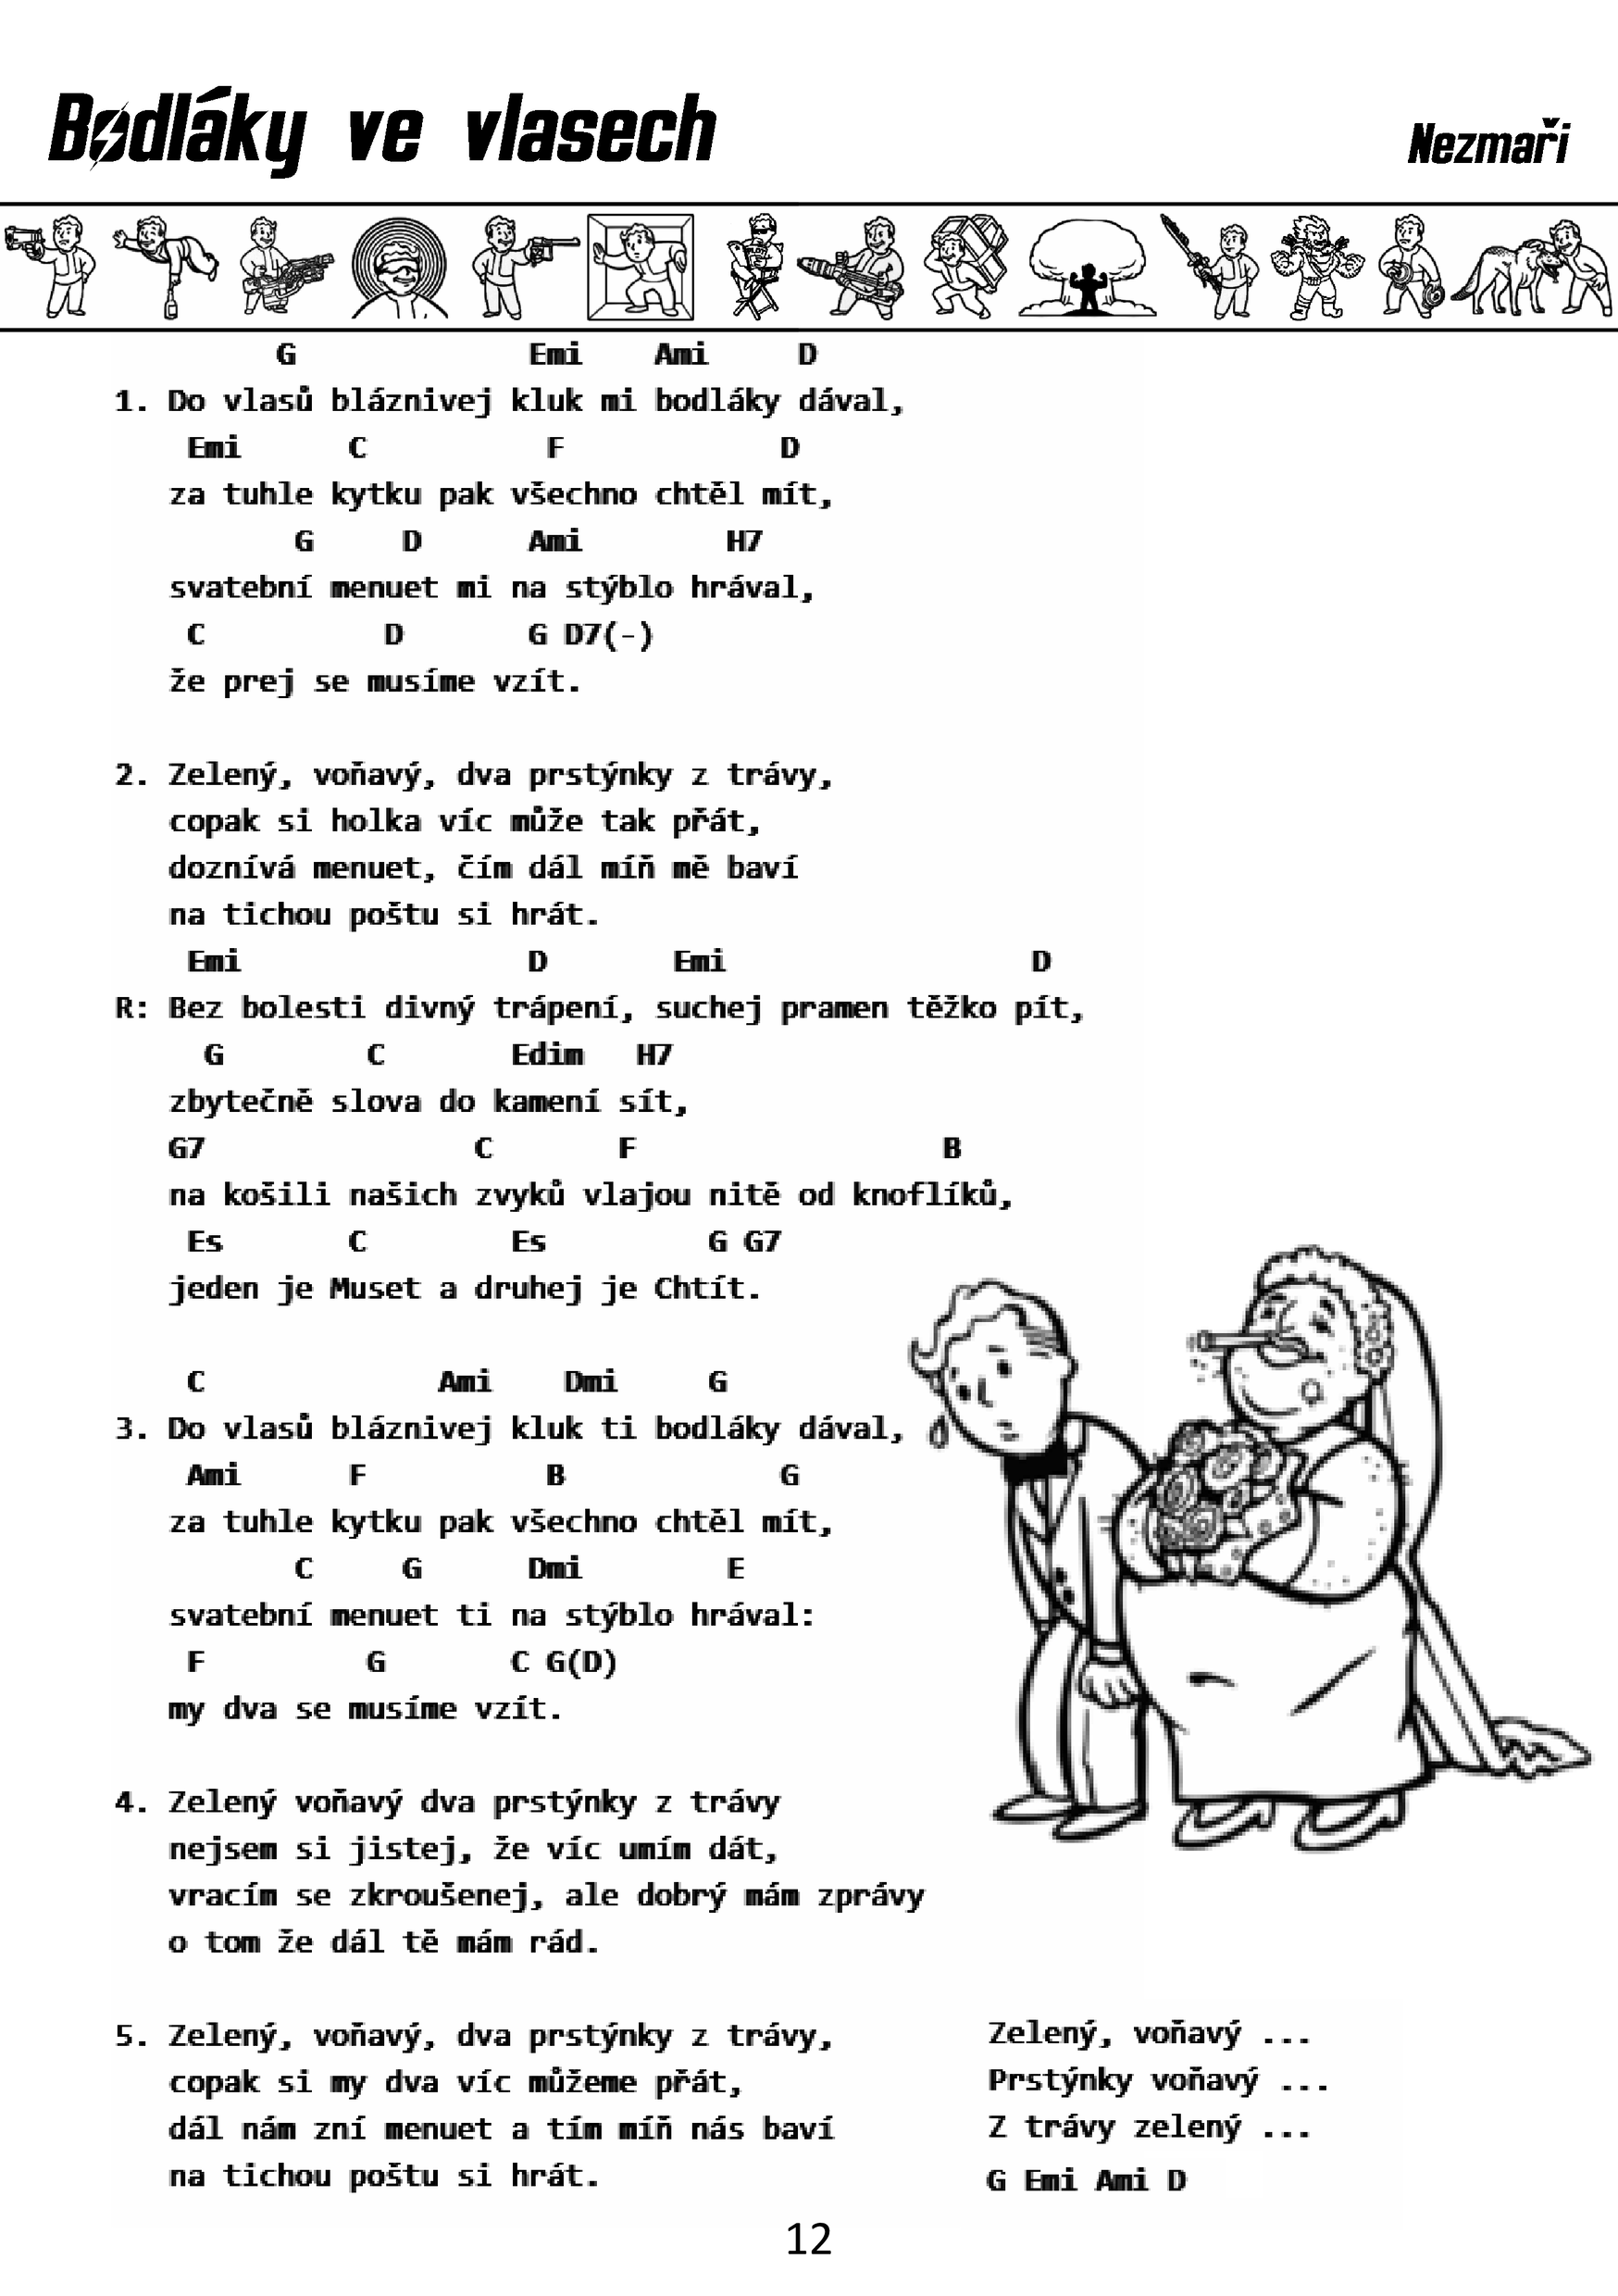 Bodláky ve vlasech
Nezmaři
G Emi Ami D
1. Do vlasů bláznivej kluk mi bodláky dával,
Emi C F D
za tuhle kytku pak všechno chtěl mít,
G D Ami H7
svatební menuet mi na stýblo hrával,
C D G D7(-)
že prej se musíme vzít.
2. Zelený, voňavý, dva prstýnky z trávy,
copak si holka víc může tak přát,
doznívá menuet, čím dál míň mě baví
na tichou poštu si hrát.
Emi D Emi D
R: Bez bolesti divný trápení, suchej pramen těžko pít,
G C Edim H7
zbytečně slova do kamení sít,
G7 C F B
na košili našich zvyků vlajou nitě od knoflíků,
Es C Es G G7
jeden je Muset a druhej je Chtít.
C Ami Dmi G
3. Do vlasů bláznivej kluk ti bodláky dával,
Ami F B G
za tuhle kytku pak všechno chtěl mít,
C G Dmi E
svatební menuet ti na stýblo hrával:
F G C G(D)
my dva se musíme vzít.
4. Zelený voňavý dva prstýnky z trávy
nejsem si jistej, že víc umím dát,
vracím se zkroušenej, ale dobrý mám zprávy
o tom že dál tě mám rád.
5. Zelený, voňavý, dva prstýnky z trávy,
copak si my dva víc můžeme přát,
dál nám zní menuet a tím míň nás baví
na tichou poštu si hrát.
Zelený, voňavý ...
Prstýnky voňavý ...
Z trávy zelený ...
G Emi Ami D
12